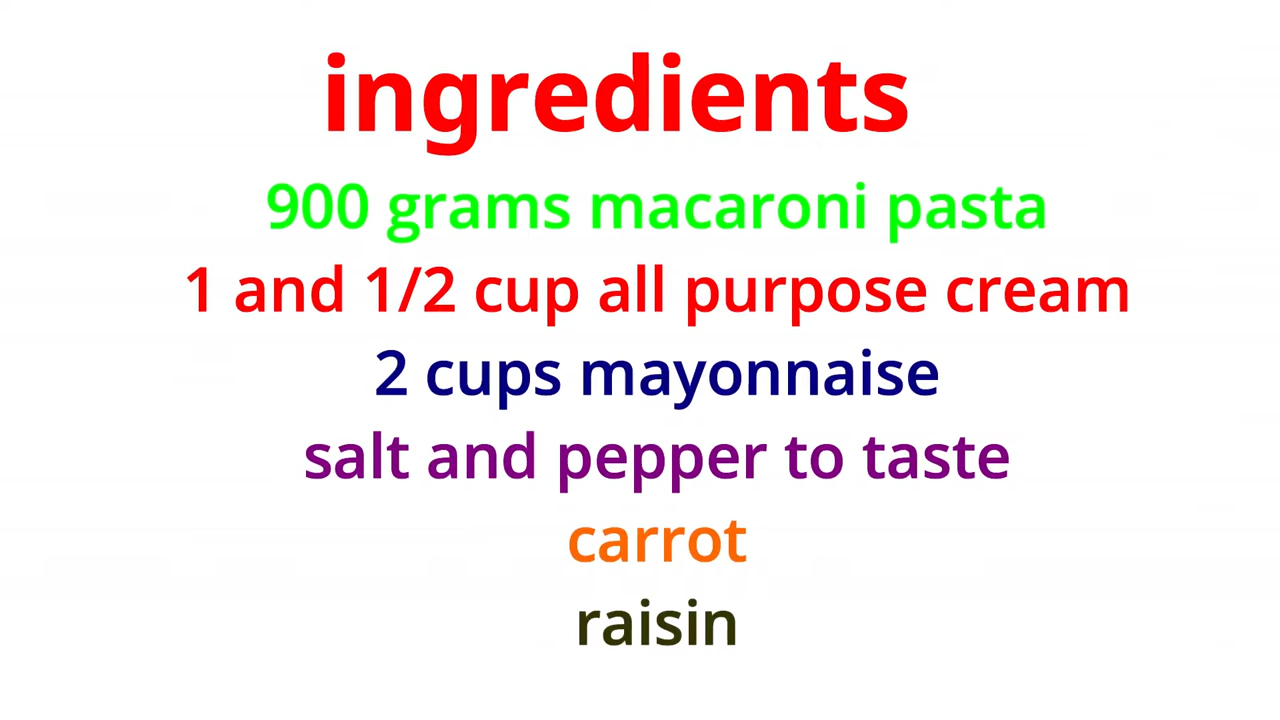 ingredients
900 grams macaroni pasta
1 and 1/2 cup all purpose cream
2 cups mayonnaise
salt and pepper to taste
carrot
raisin